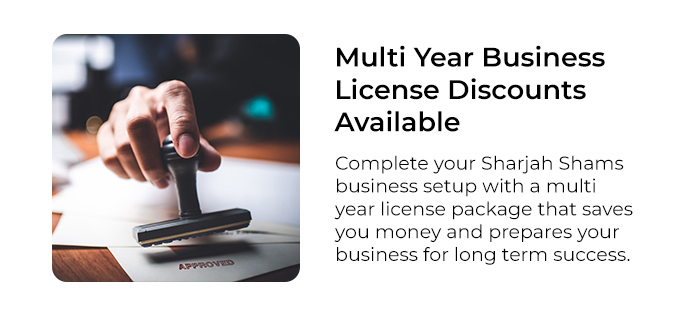 Multi Year Business
License Discounts
Available
Complete your Sharjah Shams
business setup with a multi
year license package that saves
you money and prepares your
business for long term success.
APPROVED